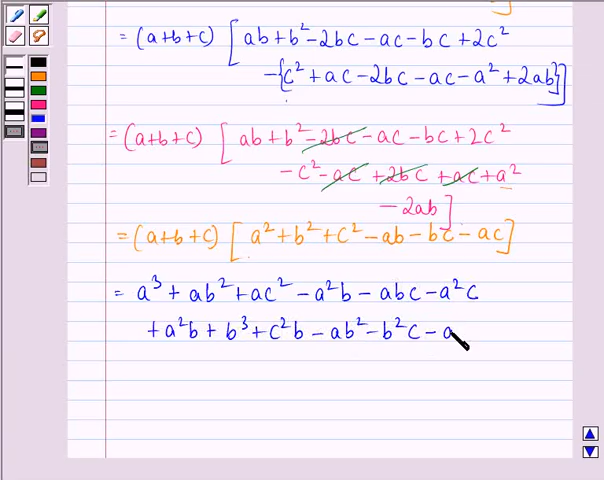 = (a+b+c) [ab+b²-2bc-ac-bc+2c²
-{c²+ac-2bc-ac-a²+2ab}]
= (a+b+c) [ab+b²-2bc-ac-bc+2c²
-c²-ac+2bc+ac+a²
-2ab]
= (a+b+c) [a²+b²+c²-ab-bc-ac]
= a³+ab²+ac²-a²b-abc-a²c
+a²b+b³+c²b-ab²-b²c-a